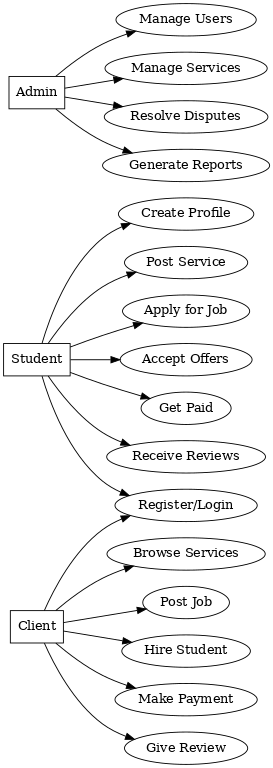 Manage Users
Manage Services
Admin
Resolve Disputes
Generate Reports
Create Profile
Post Service
Apply for Job
Student
Accept Offers
Get Paid
Receive Reviews
Register/Login
Browse Services
Post Job
Client
Hire Student
Make Payment
Give Review